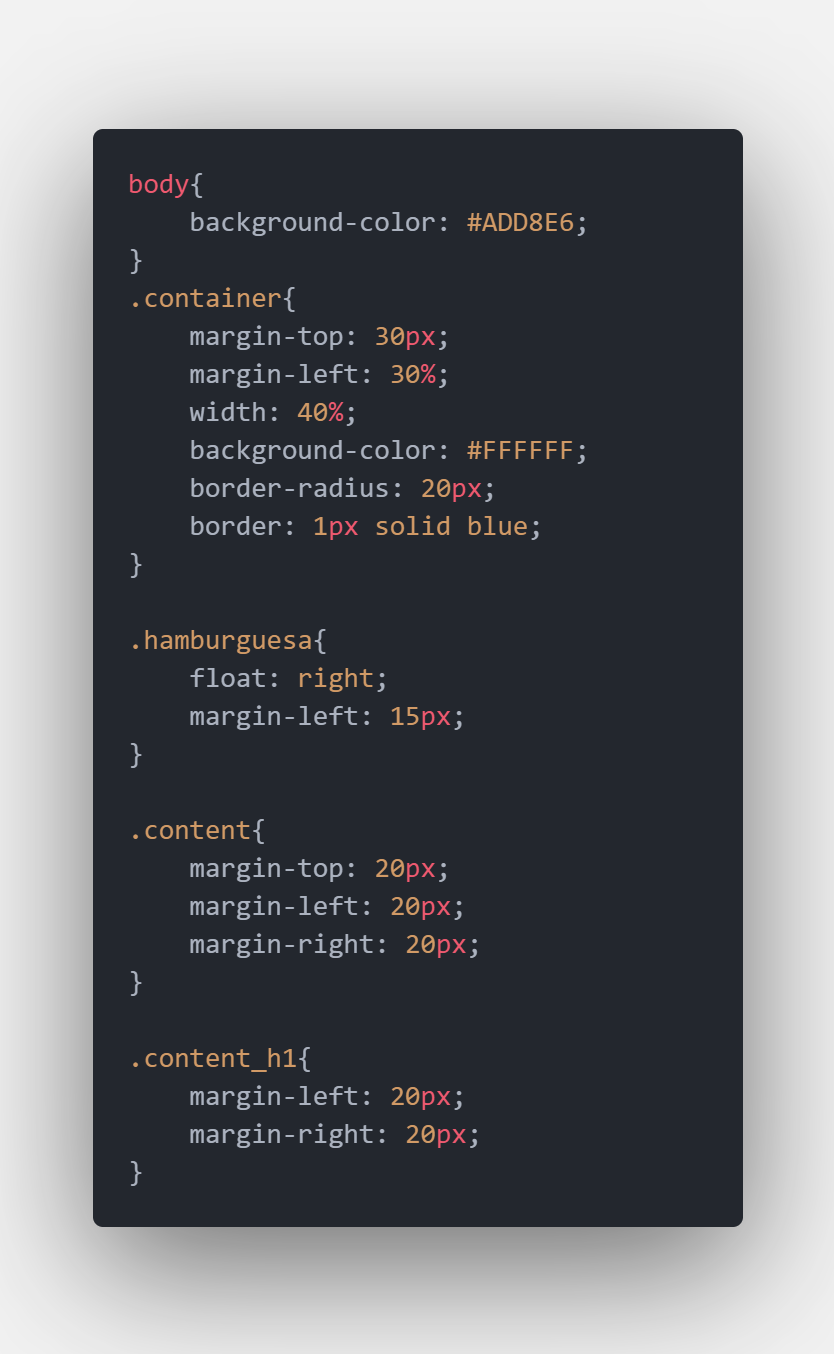 body{
    background-color: #ADD8E6;
}
.container{
    margin-top: 30px;
    margin-left: 30%;
    width: 40%;
    background-color: #FFFFFF;
    border-radius: 20px;
    border: 1px solid blue;
}

.hamburguesa{
    float: right;
    margin-left: 15px;
}

.content{
    margin-top: 20px;
    margin-left: 20px;
    margin-right: 20px;
}

.content_h1{
    margin-left: 20px;
    margin-right: 20px;
}